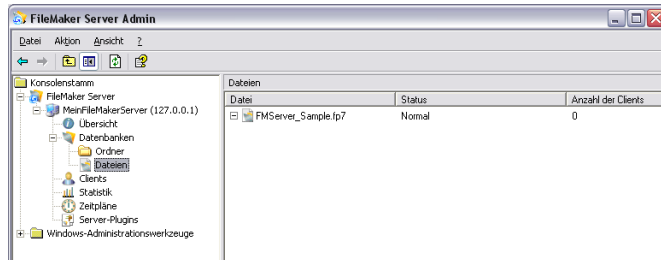 FileMaker Server Admin
Datei Aktion Ansicht ?
Konsolenstamm
FileMaker Server
MeinFileMakerServer (127.0.0.1)
Übersicht
Datenbanken
Ordner
Dateien
Clients
Statistik
Zeitpläne
Server-Plugins
Windows-Administrationswerkzeuge
Dateien
Datei Status Anzahl der Clients
FMServer_Sample.fp7 Normal 0